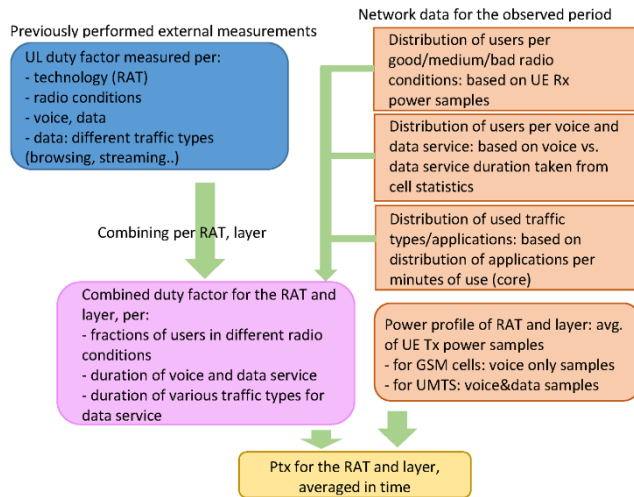 Previously performed external measurements
UL duty factor measured per:
- technology (RAT)
- radio conditions
- voice, data
- data: different traffic types
(browsing, streaming..)
Combining per RAT, layer
Combined duty factor for the RAT and
layer, per:
- fractions of users in different radio
conditions
- duration of voice and data service
- duration of various traffic types for
data service
Network data for the observed period
Distribution of users per
good/medium/bad radio
conditions: based on UE Rx
power samples
Distribution of users per voice and
data service: based on voice vs.
data service duration taken from
cell statistics
Distribution of used traffic
types/applications: based on
distribution of applications per
minutes of use (core)
Power profile of RAT and layer: avg.
of UE Tx power samples
- for GSM cells: voice only samples
- for UMTS: voice&data samples
Ptx for the RAT and layer,
averaged in time